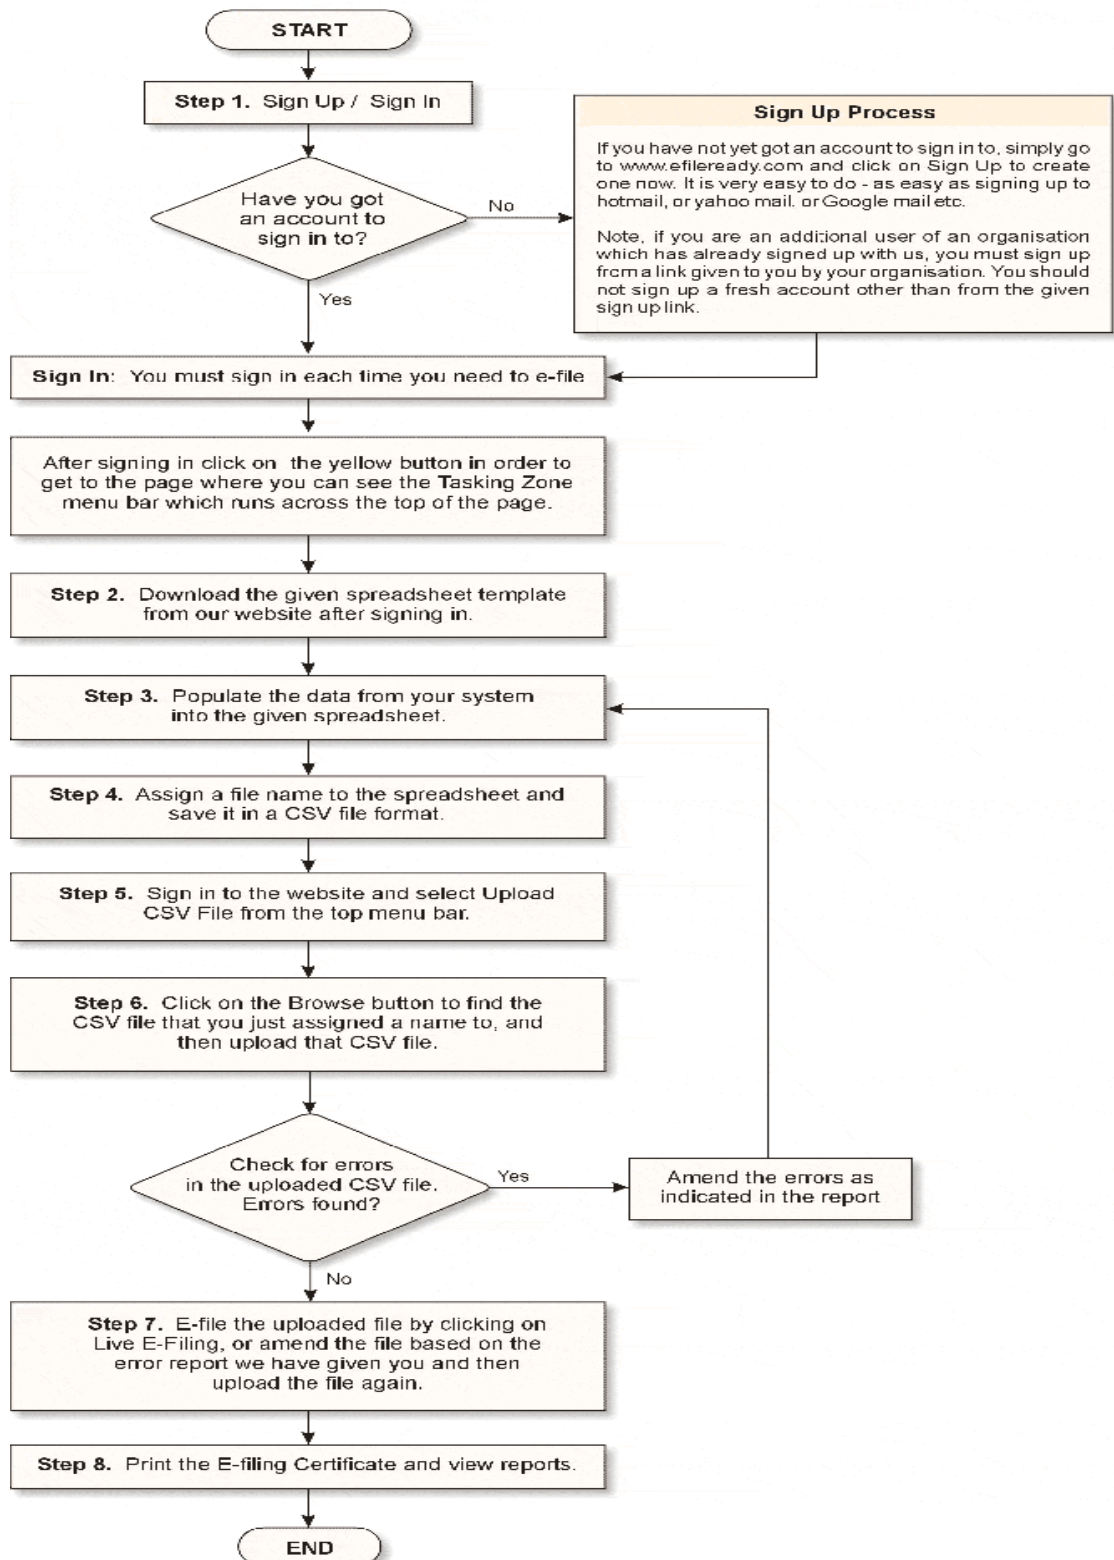 START
Step 1. Sign Up / Sign In
Have you got
an account to
sign in to?
No
Yes
Sign Up Process
If you have not yet got an account to sign in to, simply go
to www.efileready.com and click on Sign Up to create
one now. It is very easy to do - as easy as signing up to
hotmail, or yahoo mail. or Google mail etc.
Note, if you are an additional user of an organisation
which has already signed up with us, you must sign up
from a link given to you by your organisation. You should
not sign up a fresh account other than from the given
sign up link.
Sign In: You must sign in each time you need to e-file
After signing in click on the yellow button in order to
get to the page where you can see the Tasking Zone
menu bar which runs across the top of the page.
Step 2. Download the given spreadsheet template
from our website after signing in.
Step 3. Populate the data from your system
into the given spreadsheet.
Step 4. Assign a file name to the spreadsheet and
save it in a CSV file format.
Step 5. Sign in to the website and select Upload
CSV File from the top menu bar.
Step 6. Click on the Browse button to find the
CSV file that you just assigned a name to, and
then upload that CSV file.
Check for errors
in the uploaded CSV file.
Errors found?
Yes
Amend the errors as
indicated in the report
No
Step 7. E-file the uploaded file by clicking on
Live E-Filing, or amend the file based on the
error report we have given you and then
upload the file again.
Step 8. Print the E-filing Certificate and view reports.
END